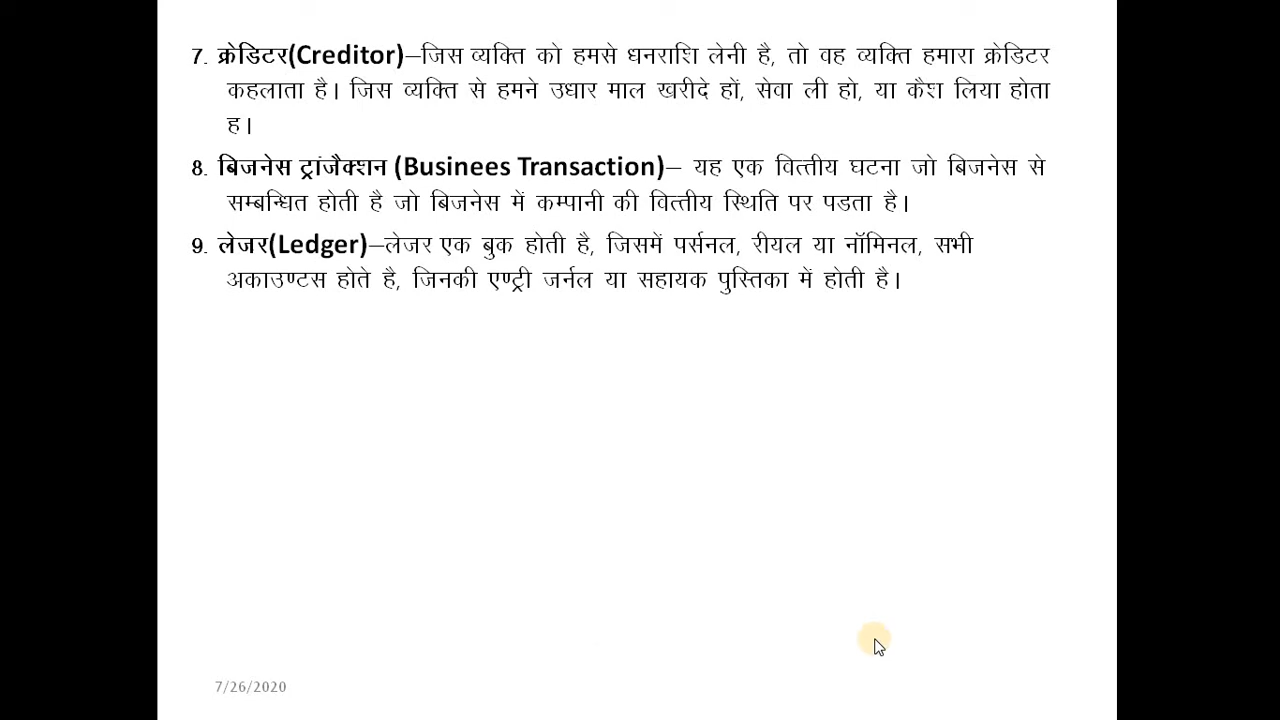 7. क्रेडिटर(Creditor)–जिस व्यक्ति को हमसे धनराशि लेनी है, तो वह व्यक्ति हमारा क्रेडिटर
कहलाता है। जिस व्यक्ति से हमने उधार माल खरीदे हों, सेवा ली हो, या कैश लिया होता
ह।
8. बिजनेस ट्रांजैक्शन (Businees Transaction)– यह एक वित्तीय घटना जो बिजनेस से
सम्बन्धित होती है जो बिजनेस में कम्पानी की वित्तीय स्थिति पर पडता है।
9. लेजर(Ledger)–लेजर एक बुक होती है, जिसमें पर्सनल, रीयल या नॉमिनल, सभी
अकाउण्टस होते है, जिनकी एण्ट्री जर्नल या सहायक पुस्तिका में होती है।
7/26/2020